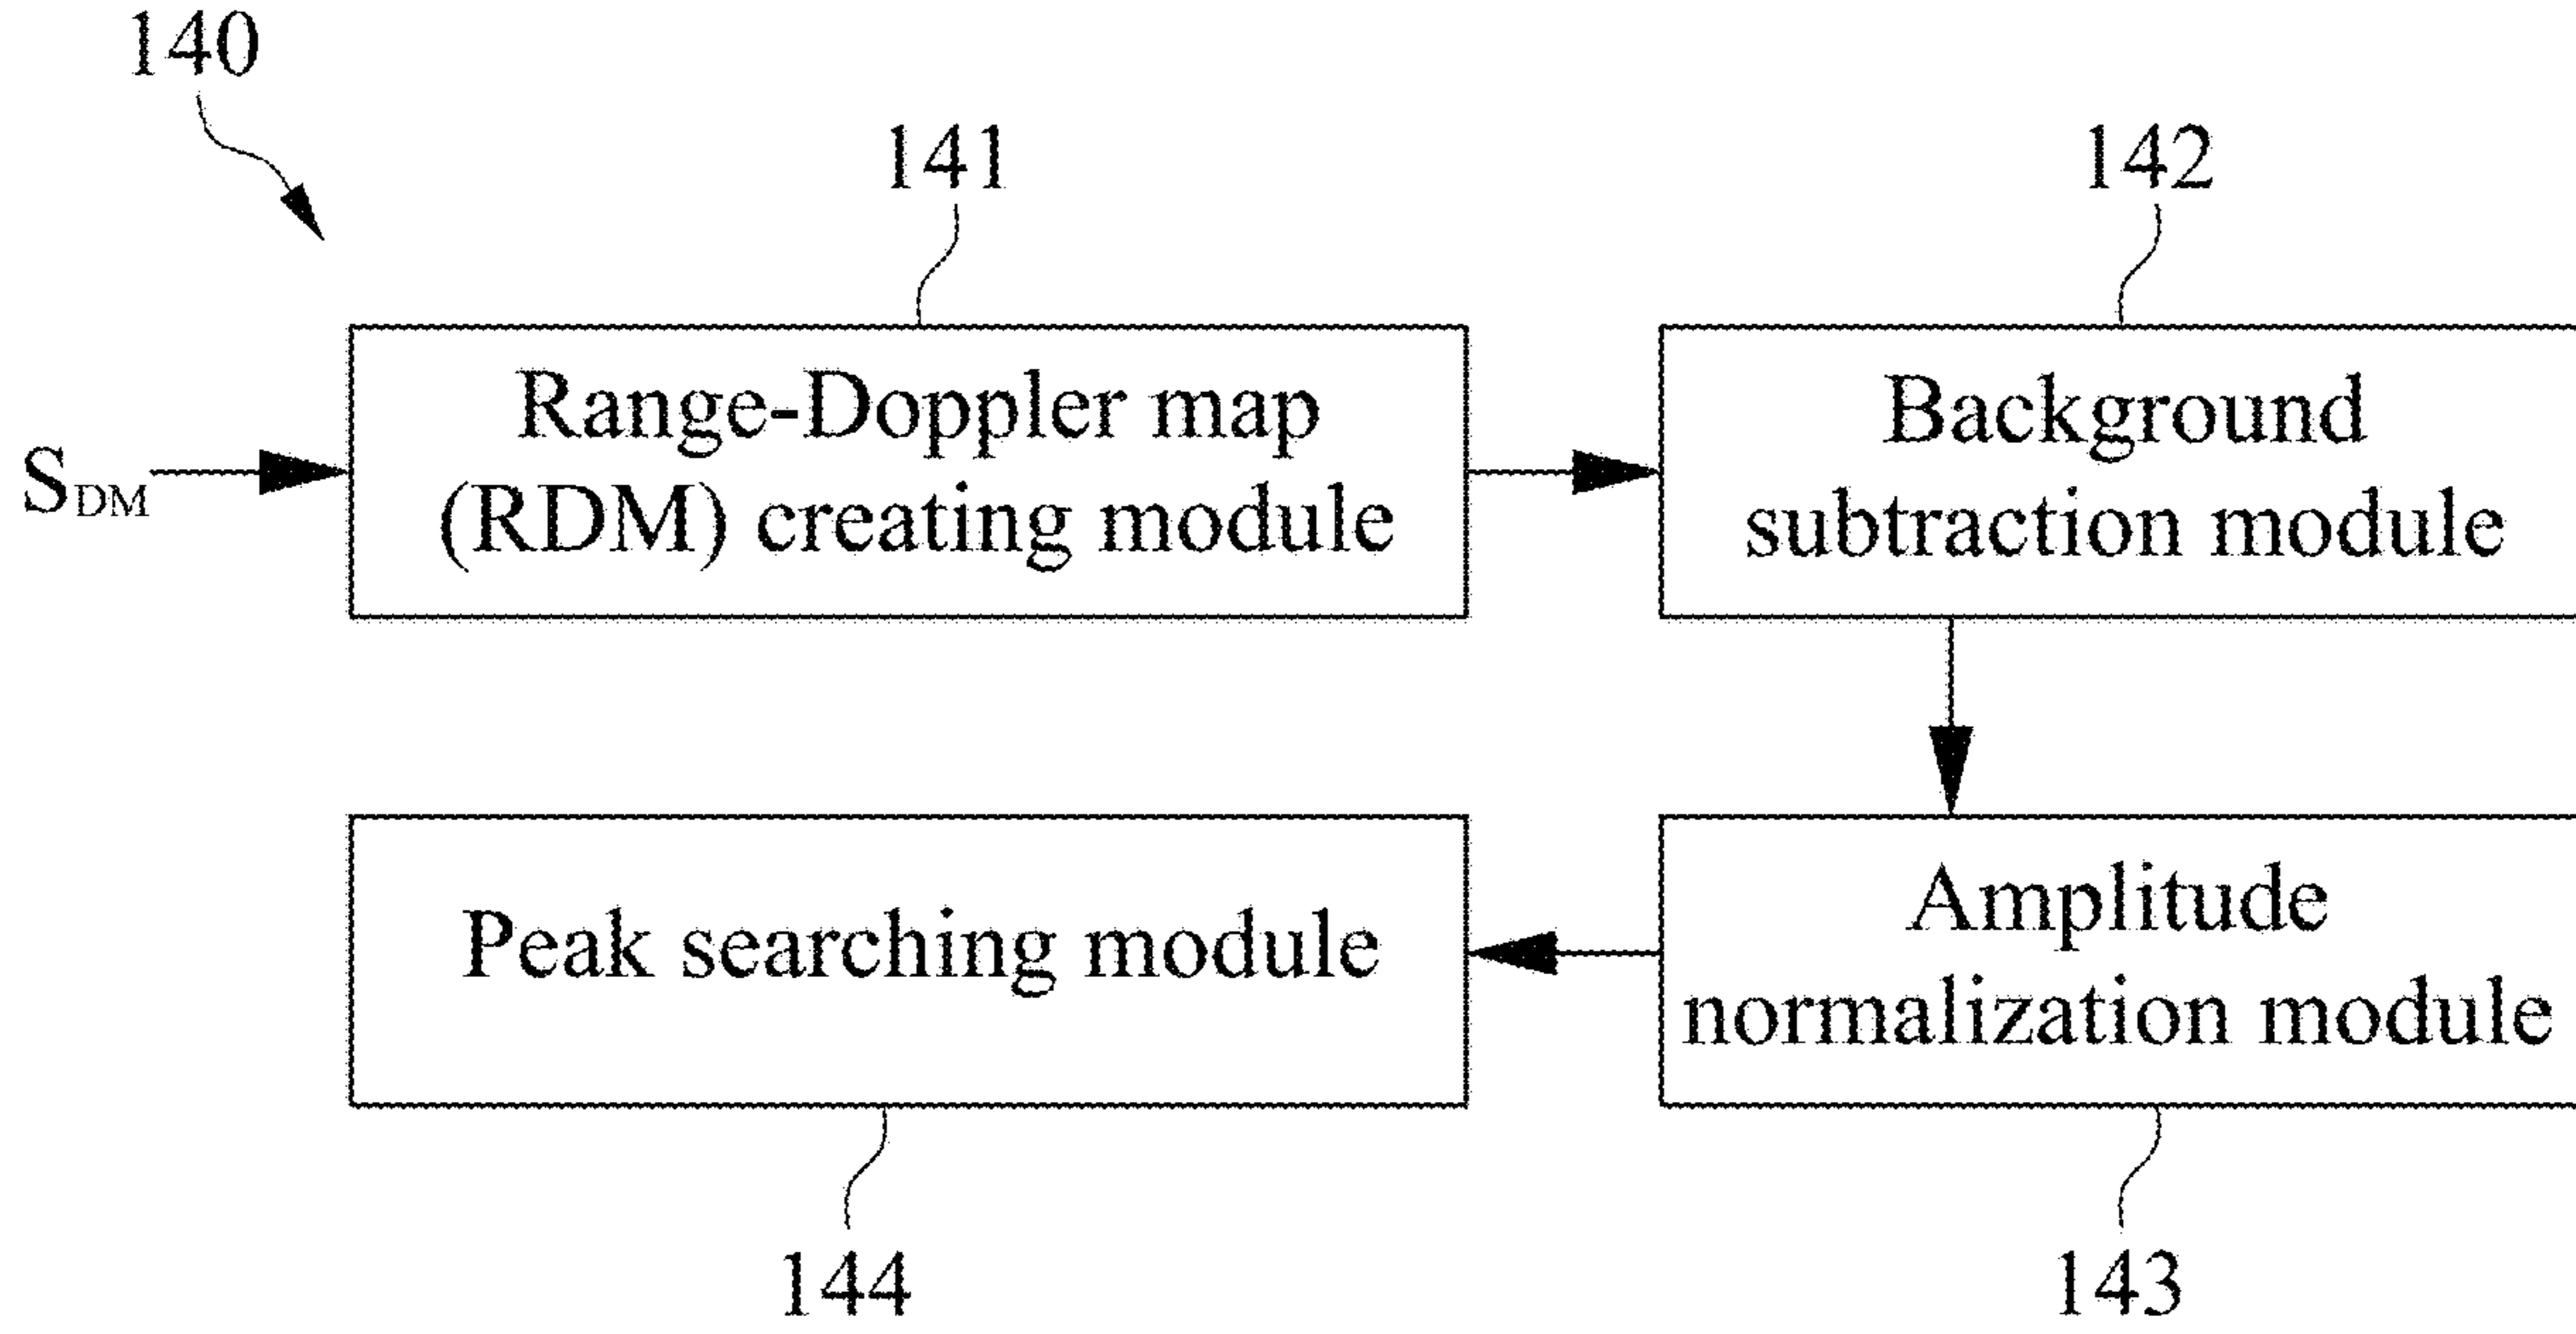 140
141
142
Range-Doppler map
(RDM) creating module
Background
subtraction module
S_DM
Peak searching module
Amplitude
normalization module
144
143